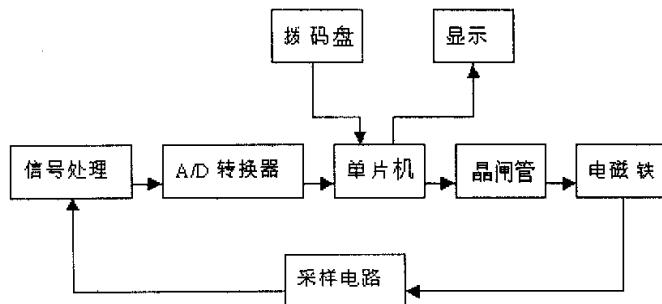 拨码盘
显示
信号处理
A/D 转换器
单片机
晶闸管
电磁铁
采样电路